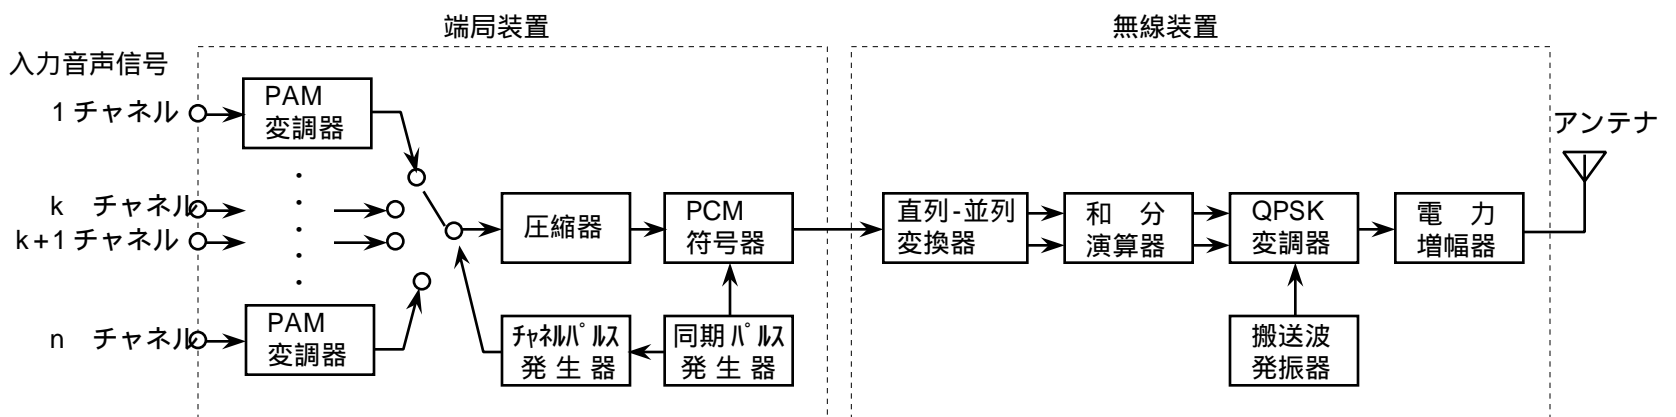 端局装置
無線装置
入力音声信号
1 チャネル
PAM
変調器
k チャネル
k+1 チャネル
n チャネル
PAM
変調器
圧縮器
PCM
符号器
チャネルパルス
発 生 器
同期パルス
発 生 器
直列-並列
変換器
和 分
演算器
QPSK
変調器
電 力
増幅器
搬送波
発振器
アンテナ